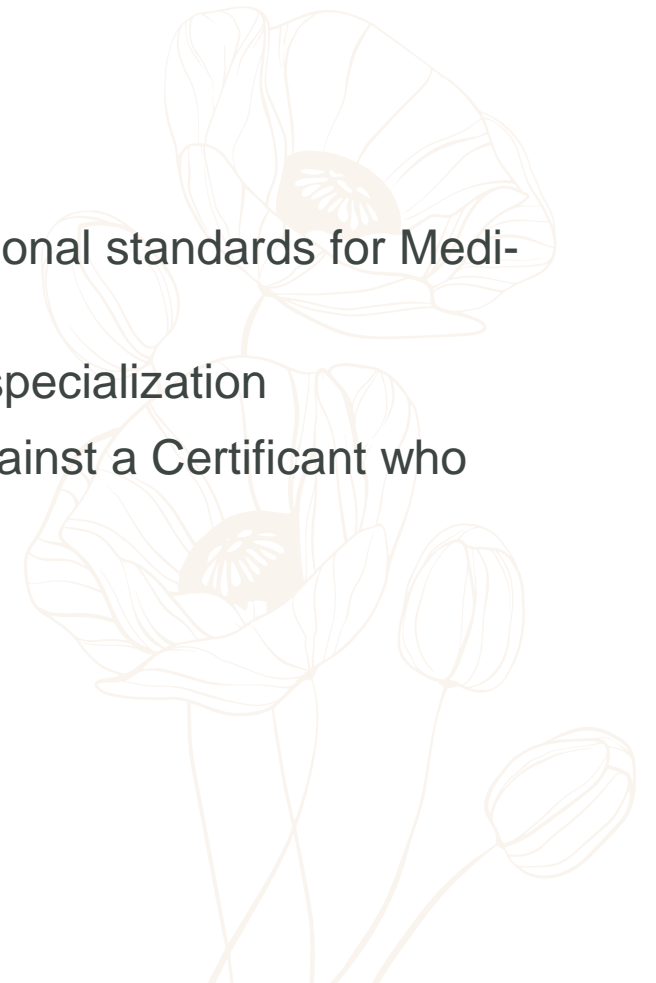 onal standards for Medi-
specialization
ainst a Certificant who